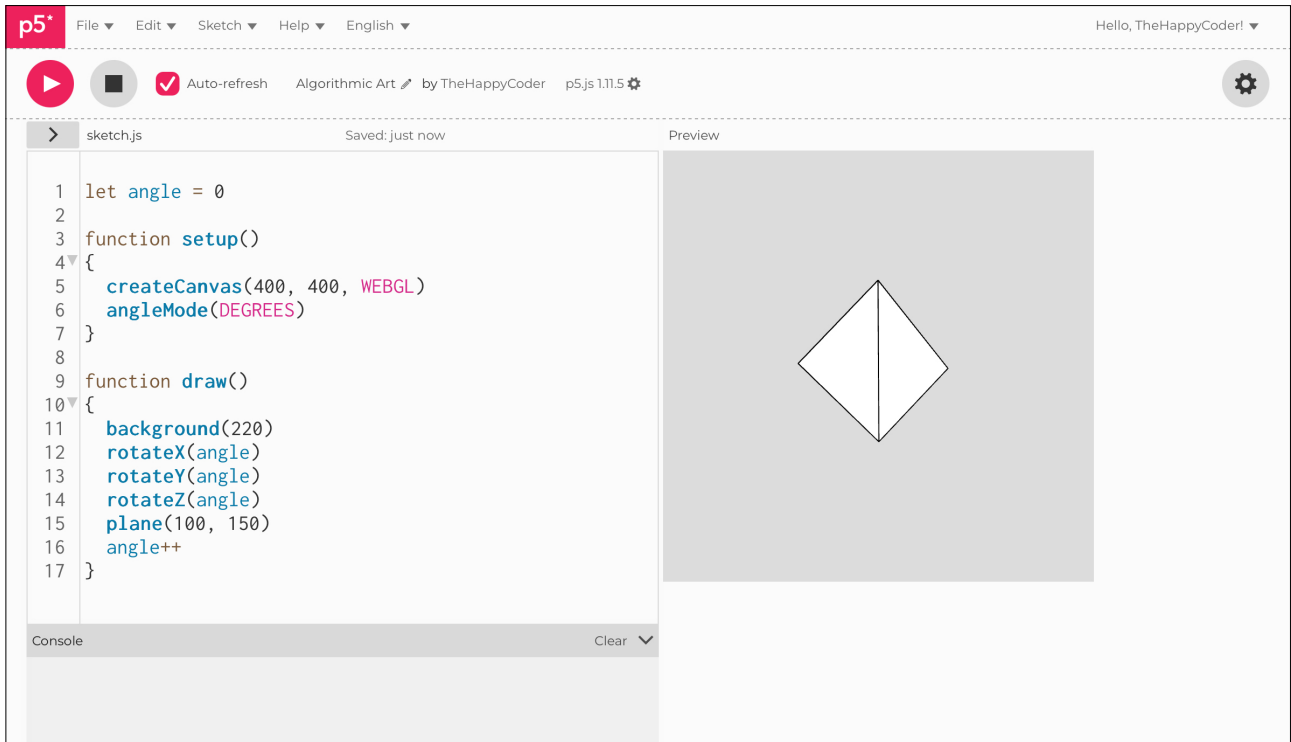 p5* File Edit Sketch Help English Hello, TheHappyCoder!
Auto-refresh Algorithmic Art by TheHappyCoder p5.js 1.11.5
sketch.js Saved: just now Preview
1 let angle = 0
2
3 function setup()
4 {
5 createCanvas(400, 400, WEBGL)
6 angleMode(DEGREES)
7 }
8
9 function draw()
10 {
11 background(220)
12 rotateX(angle)
13 rotateY(angle)
14 rotateZ(angle)
15 plane(100, 150)
16 angle++
17 }
Console Clear